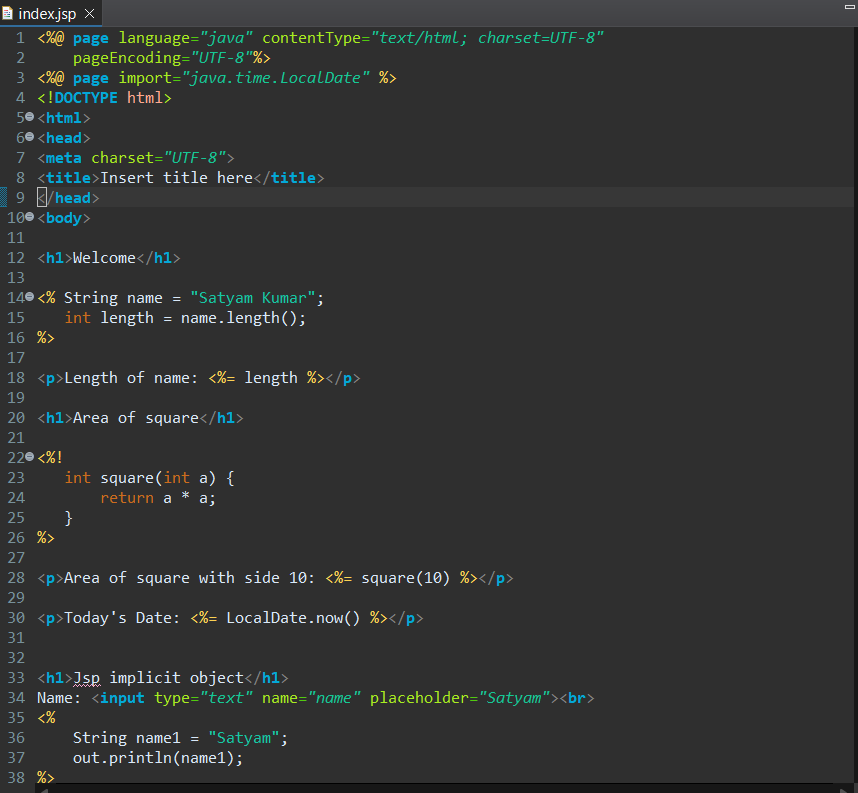 index.jsp
1 <%@ page language="java" contentType="text/html; charset=UTF-8"
2     pageEncoding="UTF-8"%>
3 <%@ page import="java.time.LocalDate" %>
4 <!DOCTYPE html>
5 <html>
6 <head>
7 <meta charset="UTF-8">
8 <title>Insert title here</title>
9 </head>
10 <body>
11
12 <h1>Welcome</h1>
13
14 <% String name = "Satyam Kumar";
15    int length = name.length();
16 %>
17
18 <p>Length of name: <%= length %></p>
19
20 <h1>Area of square</h1>
21
22 <%!
23    int square(int a) {
24        return a * a;
25    }
26 %>
27
28 <p>Area of square with side 10: <%= square(10) %></p>
29
30 <p>Today's Date: <%= LocalDate.now() %></p>
31
32
33 <h1>Jsp implicit object</h1>
34 Name: <input type="text" name="name" placeholder="Satyam"><br>
35 <%
36     String name1 = "Satyam";
37     out.println(name1);
38 %>